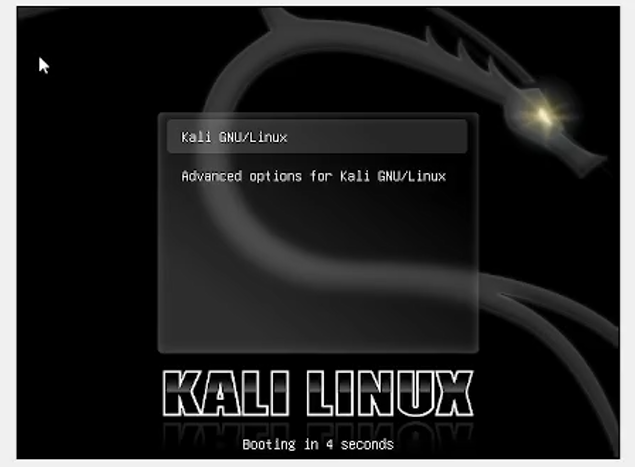 Kali GNU/Linux
Advanced options for Kali GNU/Linux
KALI LINUX
Booting in 4 seconds